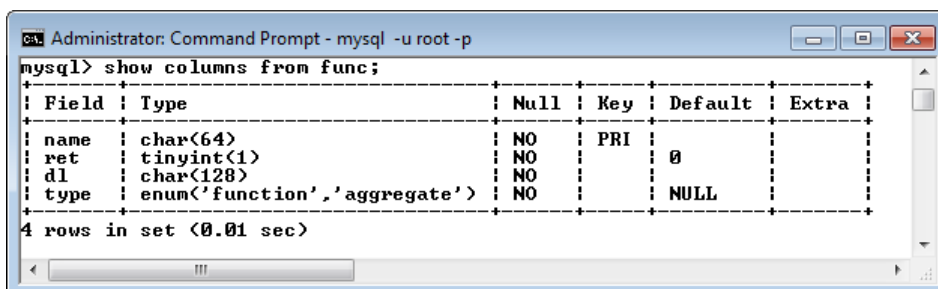 Administrator: Command Prompt - mysql -u root -p
mysql> show columns from func;
+-------+------------------------------+------+-----+---------+-------+
| Field | Type                         | Null | Key | Default | Extra |
+-------+------------------------------+------+-----+---------+-------+
| name  | char(64)                     | NO   | PRI |         |       |
| ret   | tinyint(1)                   | NO   |     | 0       |       |
| dl    | char(128)                    | NO   |     |         |       |
| type  | enum('function','aggregate') | NO   |     | NULL    |       |
+-------+------------------------------+------+-----+---------+-------+
4 rows in set (0.01 sec)